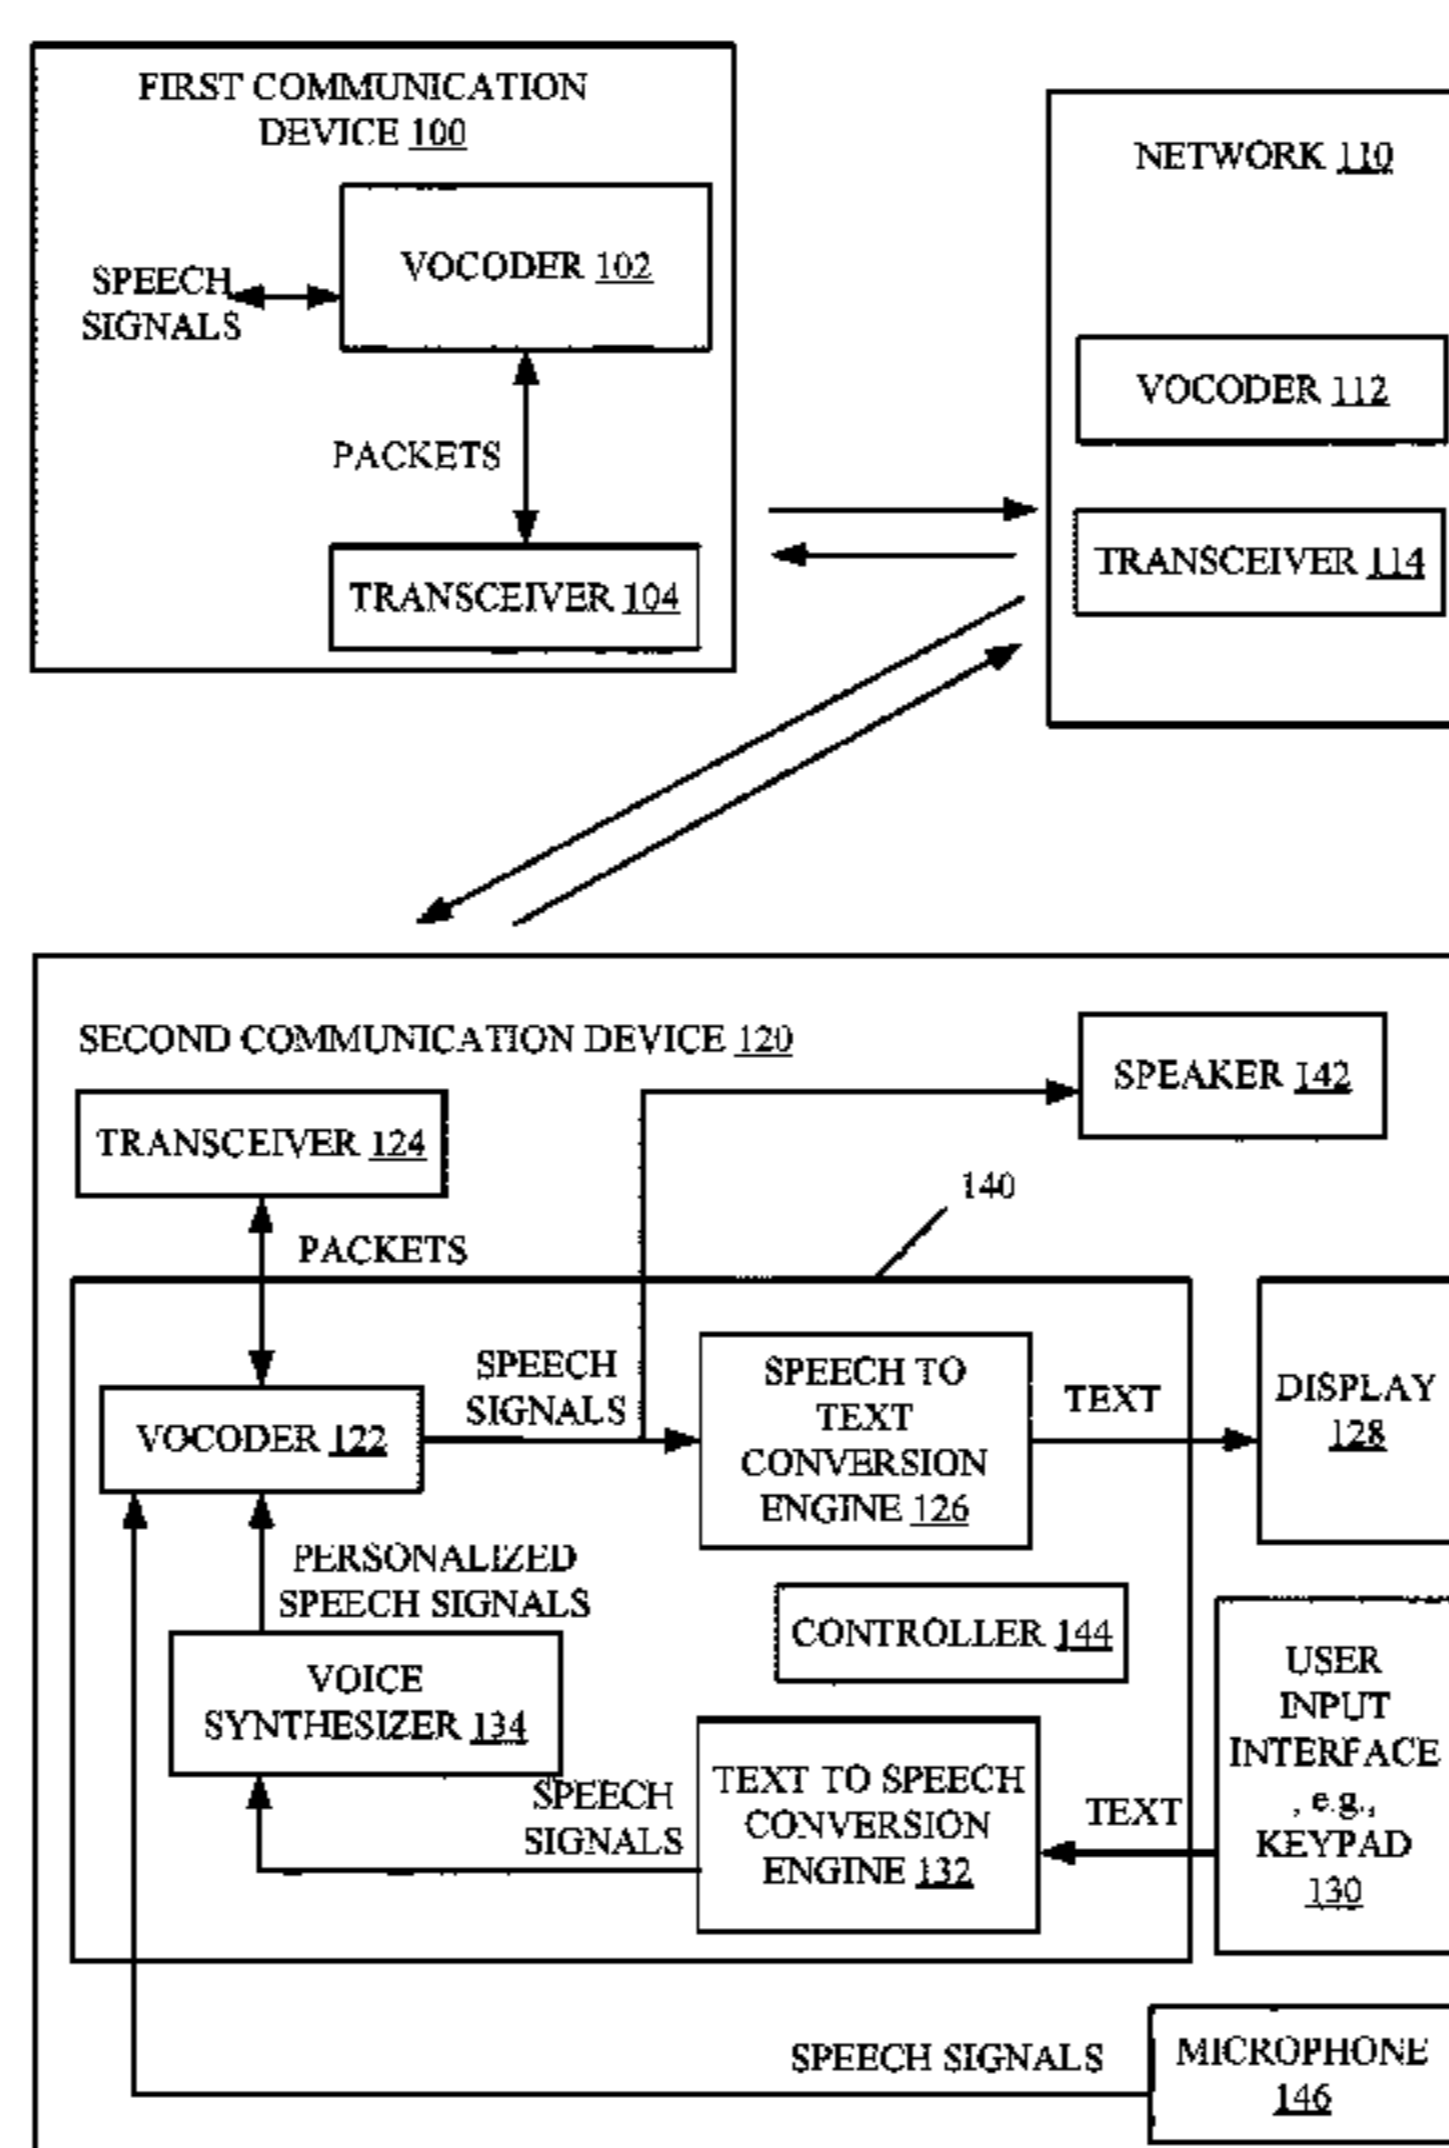 FIRST COMMUNICATION
DEVICE 100
VOCODER 102
SPEECH
SIGNALS
PACKETS
TRANSCEIVER 104
NETWORK 110
VOCODER 112
TRANSCEIVER 114
SECOND COMMUNICATION DEVICE 120
SPEAKER 142
TRANSCEIVER 124
140
PACKETS
SPEECH
SIGNALS
SPEECH TO
TEXT
CONVERSION
ENGINE 126
TEXT
DISPLAY
128
VOCODER 122
PERSONALIZED
SPEECH SIGNALS
CONTROLLER 144
VOICE
SYNTHESIZER 134
SPEECH
SIGNALS
TEXT TO SPEECH
CONVERSION
ENGINE 132
TEXT
USER
INPUT
INTERFACE
, e.g.,
KEYPAD
130
SPEECH SIGNALS
MICROPHONE
146